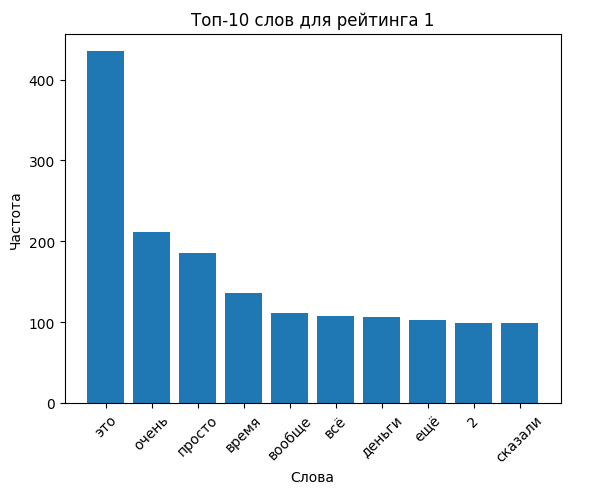 Топ-10 слов для рейтинга 1
Частота
400
300
200
100
0
это
очень
просто
время
вообще
всё
деньги
ещё
2
сказали
Слова